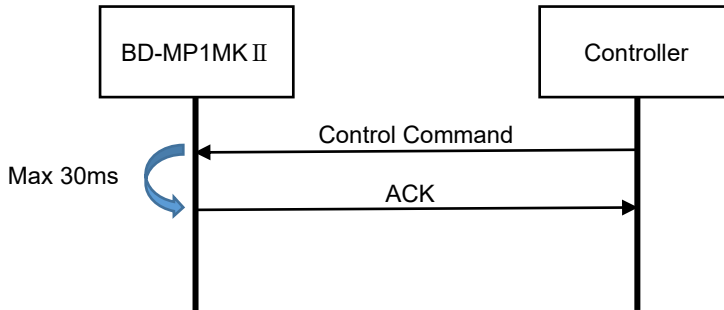 BD-MP1MKⅡ
Controller
Control Command
Max 30ms
ACK